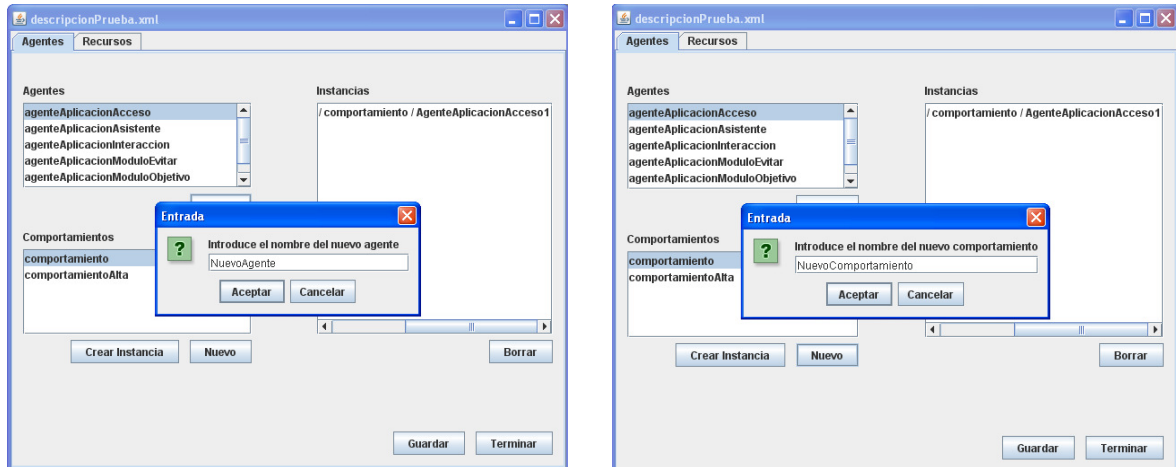 descripcionPrueba.xml
Agentes Recursos
Agentes
agenteAplicacionAcceso
agenteAplicacionAsistente
agenteAplicacionInteraccion
agenteAplicacionModuloEvitar
agenteAplicacionModuloObjetivo
Instancias
/ comportamiento / AgenteAplicacionAcceso1
Entrada
Introduce el nombre del nuevo agente
NuevoAgente
Aceptar Cancelar
Comportamientos
comportamiento
comportamientoAlta
Crear Instancia Nuevo Borrar
Guardar Terminar
descripcionPrueba.xml
Agentes Recursos
Agentes
agenteAplicacionAcceso
agenteAplicacionAsistente
agenteAplicacionInteraccion
agenteAplicacionModuloEvitar
agenteAplicacionModuloObjetivo
Instancias
/ comportamiento / AgenteAplicacionAcceso1
Entrada
Introduce el nombre del nuevo comportamiento
NuevoComportamiento
Aceptar Cancelar
Comportamientos
comportamiento
comportamientoAlta
Crear Instancia Nuevo Borrar
Guardar Terminar